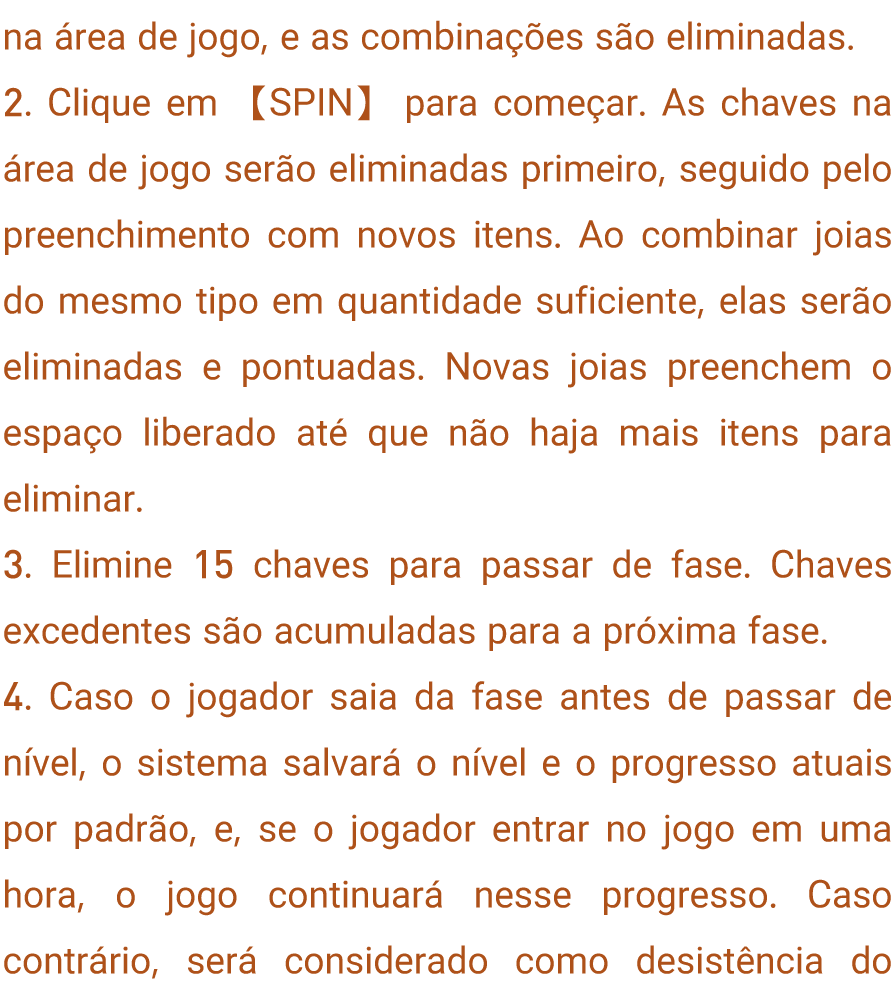 na área de jogo, e as combinações são eliminadas.
2. Clique em 【SPIN】 para começar. As chaves na
área de jogo serão eliminadas primeiro, seguido pelo
preenchimento com novos itens. Ao combinar joias
do mesmo tipo em quantidade suficiente, elas serão
eliminadas e pontuadas. Novas joias preenchem o
espaço liberado até que não haja mais itens para
eliminar.
3. Elimine 15 chaves para passar de fase. Chaves
excedentes são acumuladas para a próxima fase.
4. Caso o jogador saia da fase antes de passar de
nível, o sistema salvará o nível e o progresso atuais
por padrão, e, se o jogador entrar no jogo em uma
hora, o jogo continuará nesse progresso. Caso
contrário, será considerado como desistência do